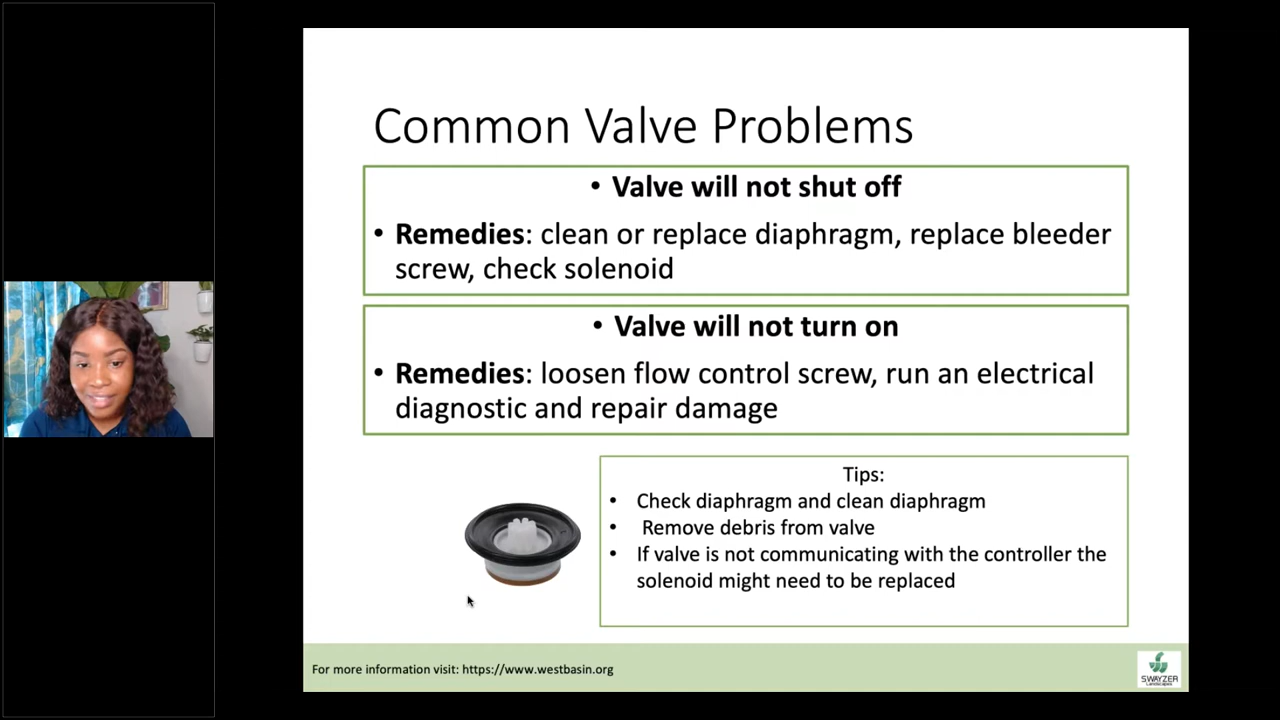 Common Valve Problems
• Valve will not shut off
• Remedies: clean or replace diaphragm, replace bleeder
screw, check solenoid
• Valve will not turn on
• Remedies: loosen flow control screw, run an electrical
diagnostic and repair damage
Tips:
• Check diaphragm and clean diaphragm
• Remove debris from valve
• If valve is not communicating with the controller the
solenoid might need to be replaced
For more information visit: https://www.westbasin.org
SWAYZER
LANDSCAPES